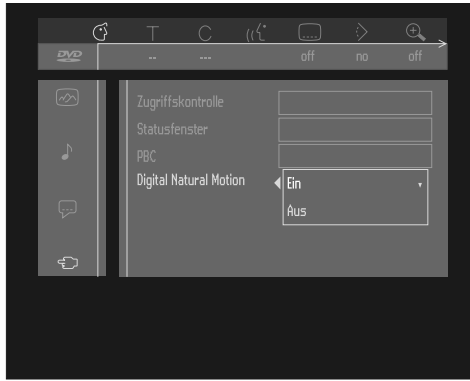 T C
DVD -- --- off no off
Zugriffskontrolle
Statusfenster
PBC
Digital Natural Motion Ein
Aus